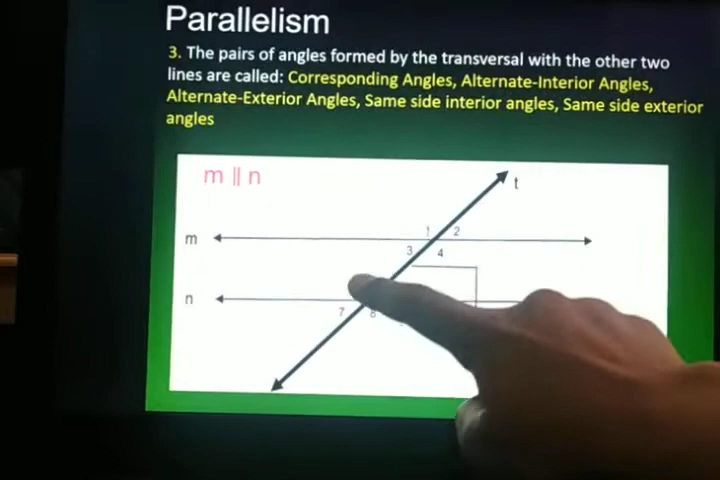 Parallelism
3. The pairs of angles formed by the transversal with the other two
lines are called: Corresponding Angles, Alternate-Interior Angles,
Alternate-Exterior Angles, Same side interior angles, Same side exterior
angles
m || n
t
1 2
m
3 4
n
7 8